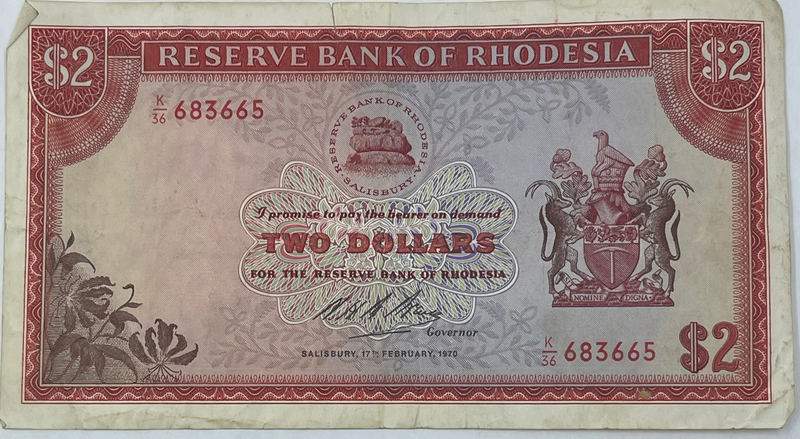 $2 RESERVE BANK OF RHODESIA $2
K/36 683665
RESERVE BANK OF RHODESIA
· SALISBURY ·
I promise to pay the bearer on demand
TWO DOLLARS
FOR THE RESERVE BANK OF RHODESIA
Governor
SALISBURY, 17TH FEBRUARY, 1970
NOMINE DIGNA
K/36 683665 $2